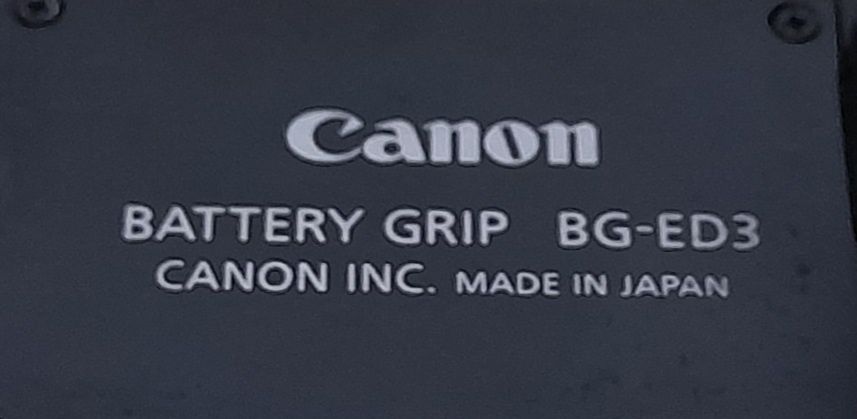 Canon
BATTERY GRIP BG-ED3
CANON INC. MADE IN JAPAN